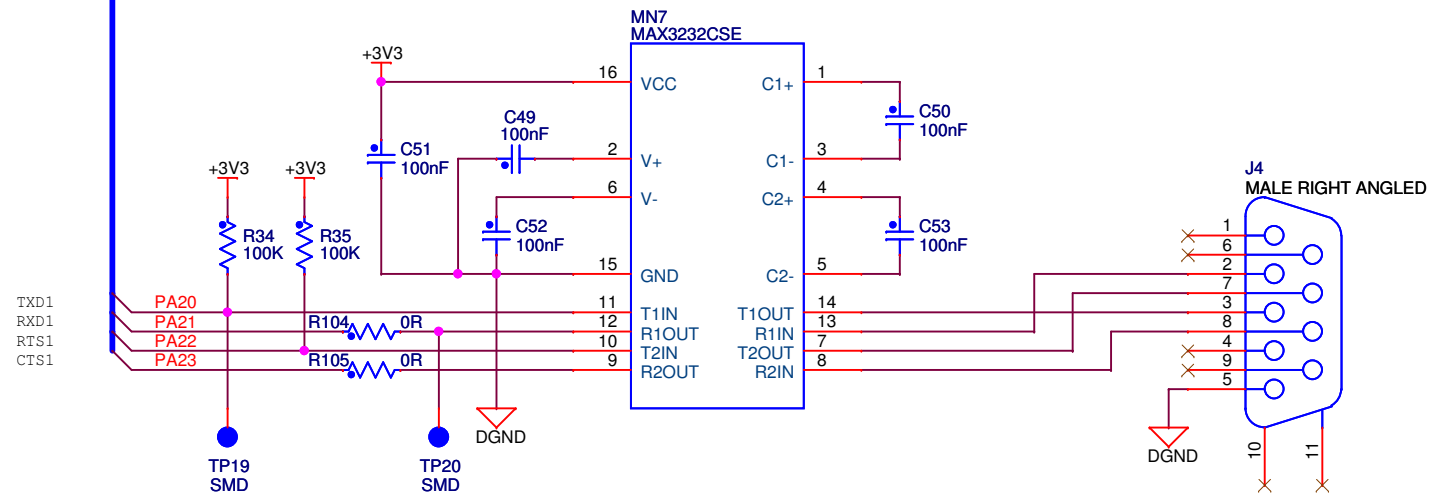 MN7
MAX3232CSE
+3V3
16
VCC
C1+
1
C50
100nF
C49
100nF
C51
100nF
2
V+
C1-
3
+3V3
+3V3
6
V-
C2+
4
J4
MALE RIGHT ANGLED
R34
100K
R35
100K
C52
100nF
C53
100nF
15
GND
C2-
5
1
6
2
7
3
8
4
9
5
TXD1
PA20
11
T1IN
T1OUT
14
RXD1
PA21
R104
0R
12
R1OUT
R1IN
13
RTS1
PA22
10
T2IN
T2OUT
7
CTS1
PA23
R105
0R
9
R2OUT
R2IN
8
DGND
DGND
10
11
TP19
SMD
TP20
SMD